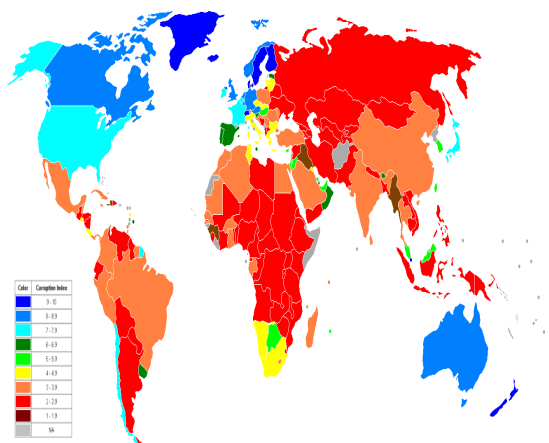 Color Corruption Index
9 - 10
8 - 8.9
7 - 7.9
6 - 6.9
5 - 5.9
4 - 4.9
3 - 3.9
2 - 2.9
1 - 1.9
NA